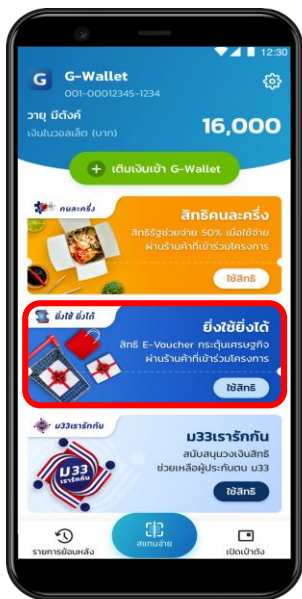 12:30
G G-Wallet
001-00012345-1234
วายุ มีตังค์
เงินในวอลเล็ต (บาท)
16,000
+ เติมเงินเข้า G-Wallet
คนละครึ่ง
สิทธิคนละครึ่ง
สิทธิรัฐช่วยจ่าย 50% เมื่อใช้จ่าย
ผ่านร้านค้าที่เข้าร่วมโครงการ
ใช้สิทธิ
ยิ่งใช้ ยิ่งได้
ยิ่งใช้ยิ่งได้
สิทธิ E-Voucher กระตุ้นเศรษฐกิจ
ผ่านร้านค้าที่เข้าร่วมโครงการ
ใช้สิทธิ
ม33เรารักกัน
ม33เรารักกัน
สนับสนุนวงเงินสิทธิ
ช่วยเหลือผู้ประกันตน ม33
ม33
เรารักกัน
ใช้สิทธิ
รายการย้อนหลัง
สแกนจ่าย
เปิดเป๋าตัง